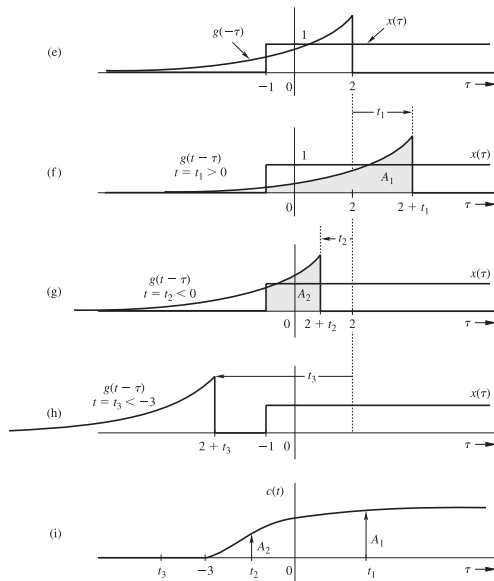 (e)
g(−τ)
1
x(τ)
−1 0 2 τ
t₁
(f)
g(t − τ)
t = t₁ > 0
1
x(τ)
A₁
0 2 2 + t₁ τ
t₂
(g)
g(t − τ)
t = t₂ < 0
x(τ)
A₂
0 2 + t₂ 2 τ
t₃
(h)
g(t − τ)
t = t₃ < −3
x(τ)
2 + t₃ −1 0 τ
c(t)
(i)
A₂
A₁
t₃ −3 t₂ 0 t₁ τ